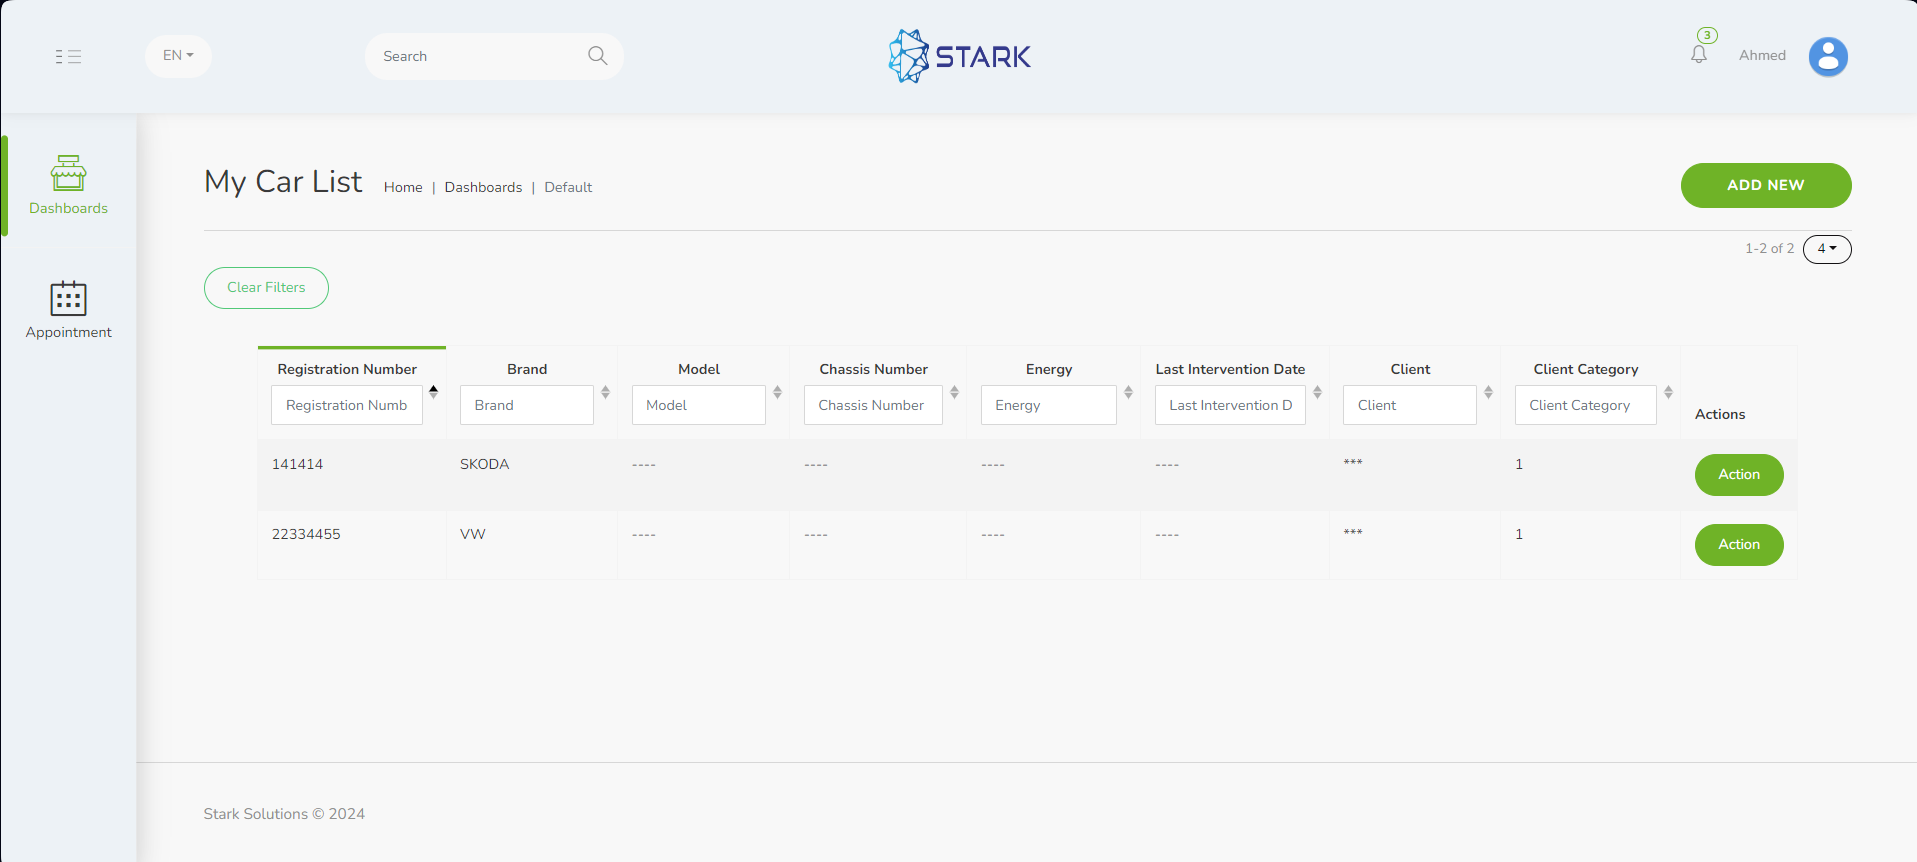 EN
Search
STARK
3
Ahmed
Dashboards
Appointment
My Car List
Home | Dashboards | Default
ADD NEW
1-2 of 2 4
Clear Filters
Registration Number Brand Model Chassis Number Energy Last Intervention Date Client Client Category
Registration Numb Brand Model Chassis Number Energy Last Intervention D Client Client Category
Actions
141414 SKODA ---- ---- ---- ---- *** 1 Action
22334455 VW ---- ---- ---- ---- *** 1 Action
Stark Solutions © 2024